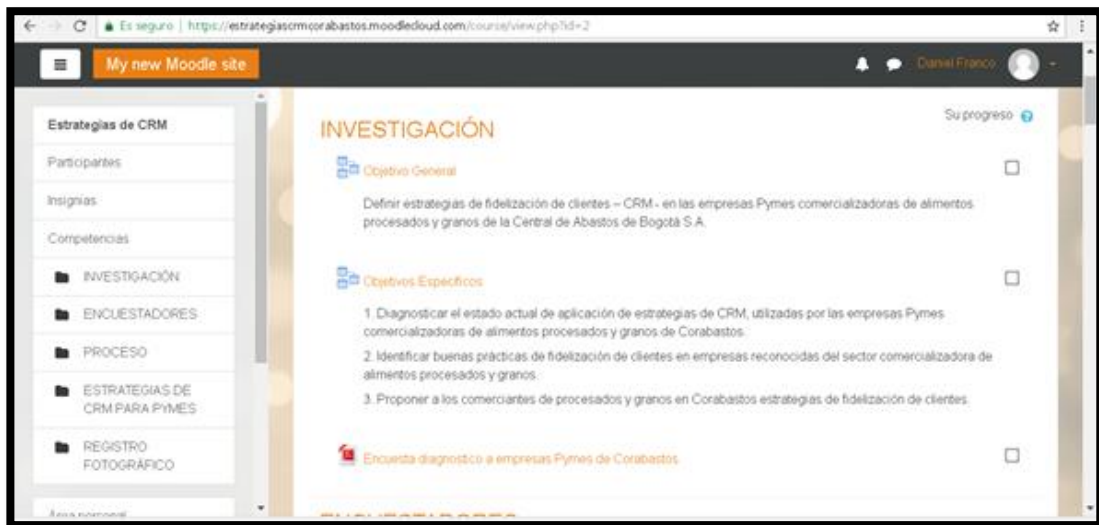 Es seguro | https://estrategiascrmcorabastos.moodlecloud.com/course/view.php?id=2
My new Moodle site
Daniel Franco
Estrategias de CRM
Participantes
Insignias
Competencias
INVESTIGACIÓN
ENCUESTADORES
PROCESO
ESTRATEGIAS DE
CRM PARA PYMES
REGISTRO
FOTOGRÁFICO
Área personal
Su progreso
INVESTIGACIÓN
Objetivo General
Definir estrategias de fidelización de clientes – CRM - en las empresas Pymes comercializadoras de alimentos
procesados y granos de la Central de Abastos de Bogotá S.A.
Objetivos Específicos
1. Diagnosticar el estado actual de aplicación de estrategias de CRM, utilizadas por las empresas Pymes
comercializadoras de alimentos procesados y granos de Corabastos.
2. Identificar buenas prácticas de fidelización de clientes en empresas reconocidas del sector comercializadora de
alimentos procesados y granos.
3. Proponer a los comerciantes de procesados y granos en Corabastos estrategias de fidelización de clientes.
Encuesta diagnostico a empresas Pymes de Corabastos
ENCUESTADORES